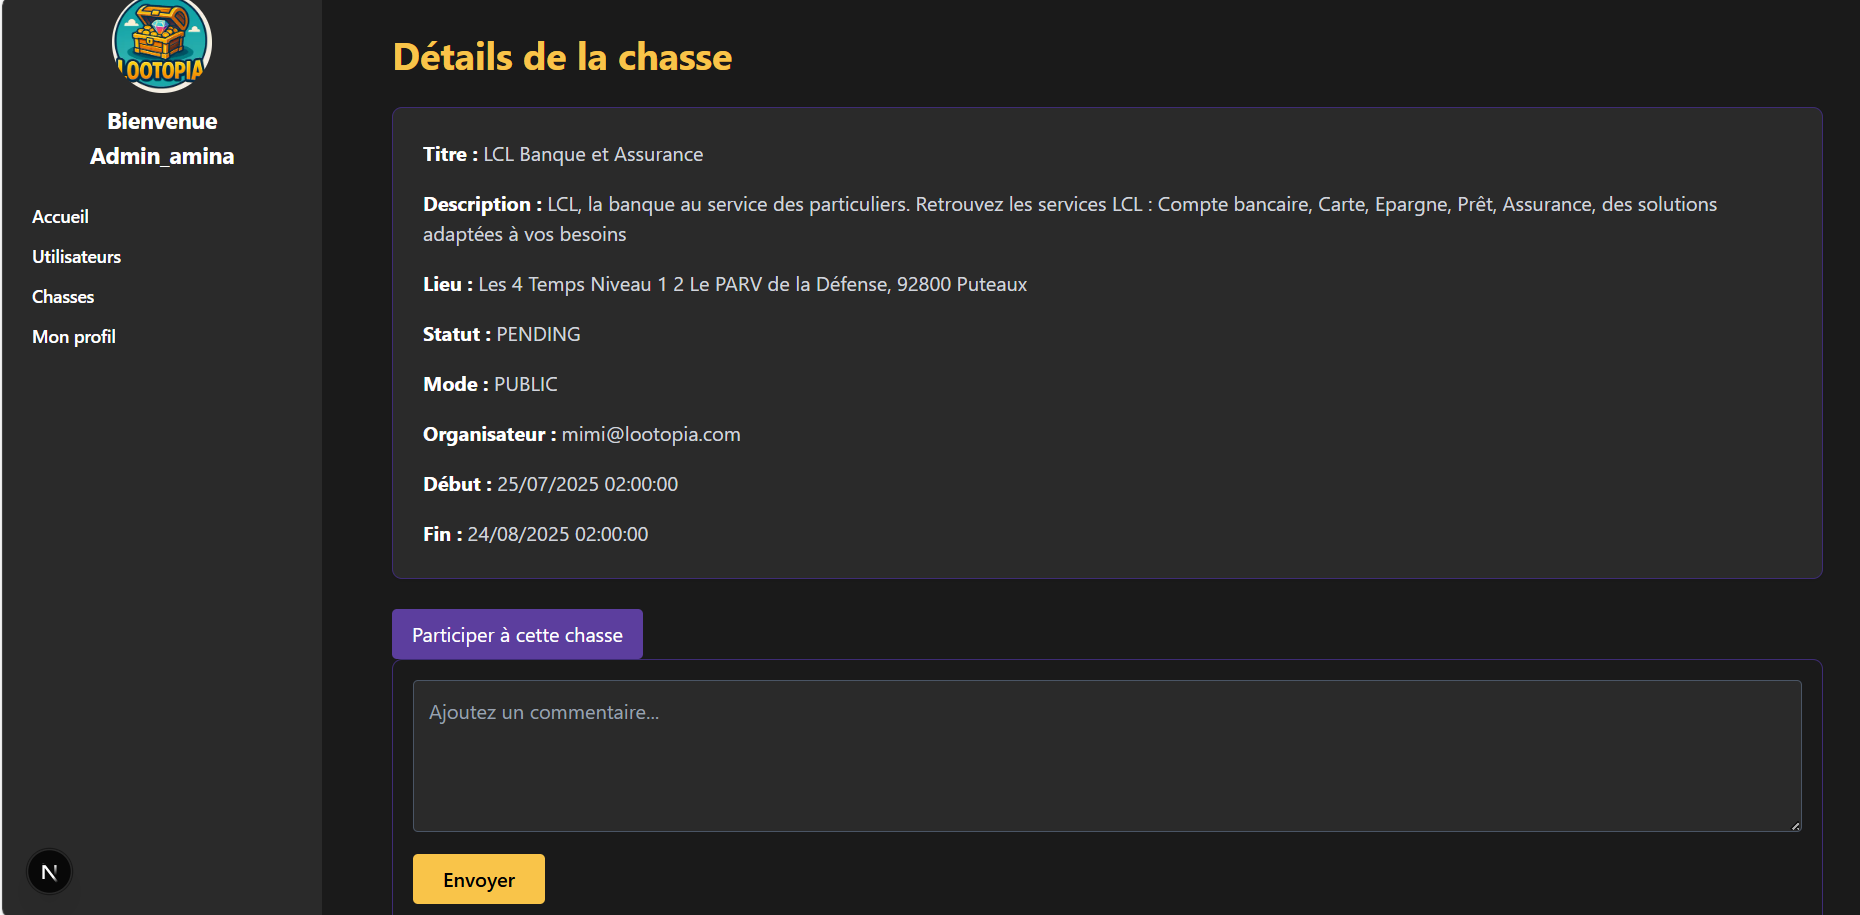 LOOTOPIA
Bienvenue
Admin_amina
Accueil
Utilisateurs
Chasses
Mon profil
N
Détails de la chasse
Titre : LCL Banque et Assurance
Description : LCL, la banque au service des particuliers. Retrouvez les services LCL : Compte bancaire, Carte, Epargne, Prêt, Assurance, des solutions
adaptées à vos besoins
Lieu : Les 4 Temps Niveau 1 2 Le PARV de la Défense, 92800 Puteaux
Statut : PENDING
Mode : PUBLIC
Organisateur : mimi@lootopia.com
Début : 25/07/2025 02:00:00
Fin : 24/08/2025 02:00:00
Participer à cette chasse
Ajoutez un commentaire...
Envoyer